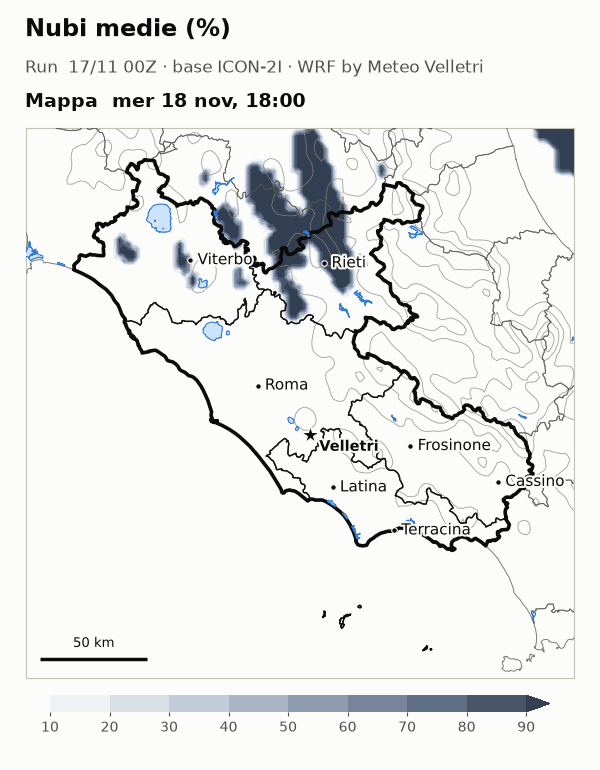 Nubi medie (%)
Run 17/11 00Z · base ICON-2I · WRF by Meteo Velletri
Mappa mer 18 nov, 18:00
Viterbo
Rieti
Roma
Velletri
Frosinone
Cassino
Latina
Terracina
50 km
10 20 30 40 50 60 70 80 90